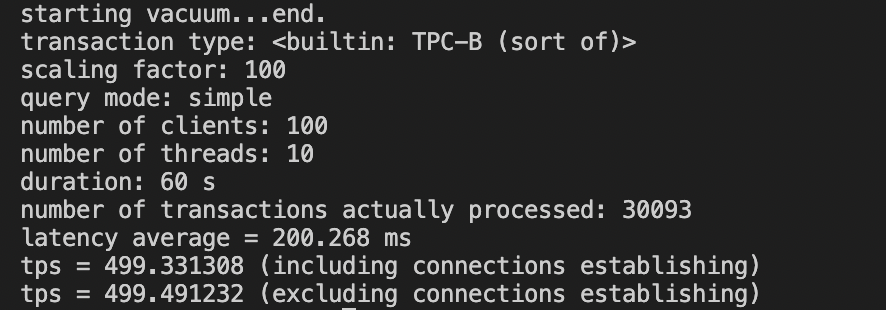 starting vacuum...end.
transaction type: <builtin: TPC-B (sort of)>
scaling factor: 100
query mode: simple
number of clients: 100
number of threads: 10
duration: 60 s
number of transactions actually processed: 30093
latency average = 200.268 ms
tps = 499.331308 (including connections establishing)
tps = 499.491232 (excluding connections establishing)